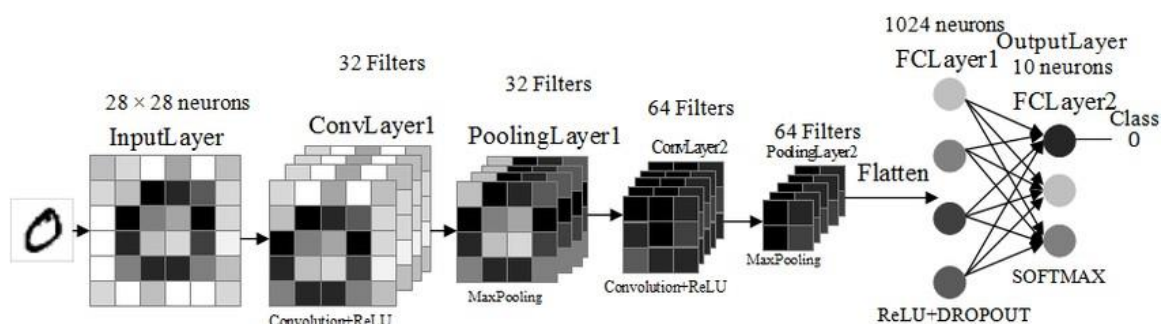 28 × 28 neurons
InputLayer
32 Filters
ConvLayer1
Convolution+ReLU
32 Filters
PoolingLayer1
MaxPooling
64 Filters
ConvLayer2
Convolution+ReLU
64 Filters
PoolingLayer2
MaxPooling
Flatten
1024 neurons
FCLayer1
ReLU+DROPOUT
OutputLayer
10 neurons
FCLayer2
SOFTMAX
Class
0